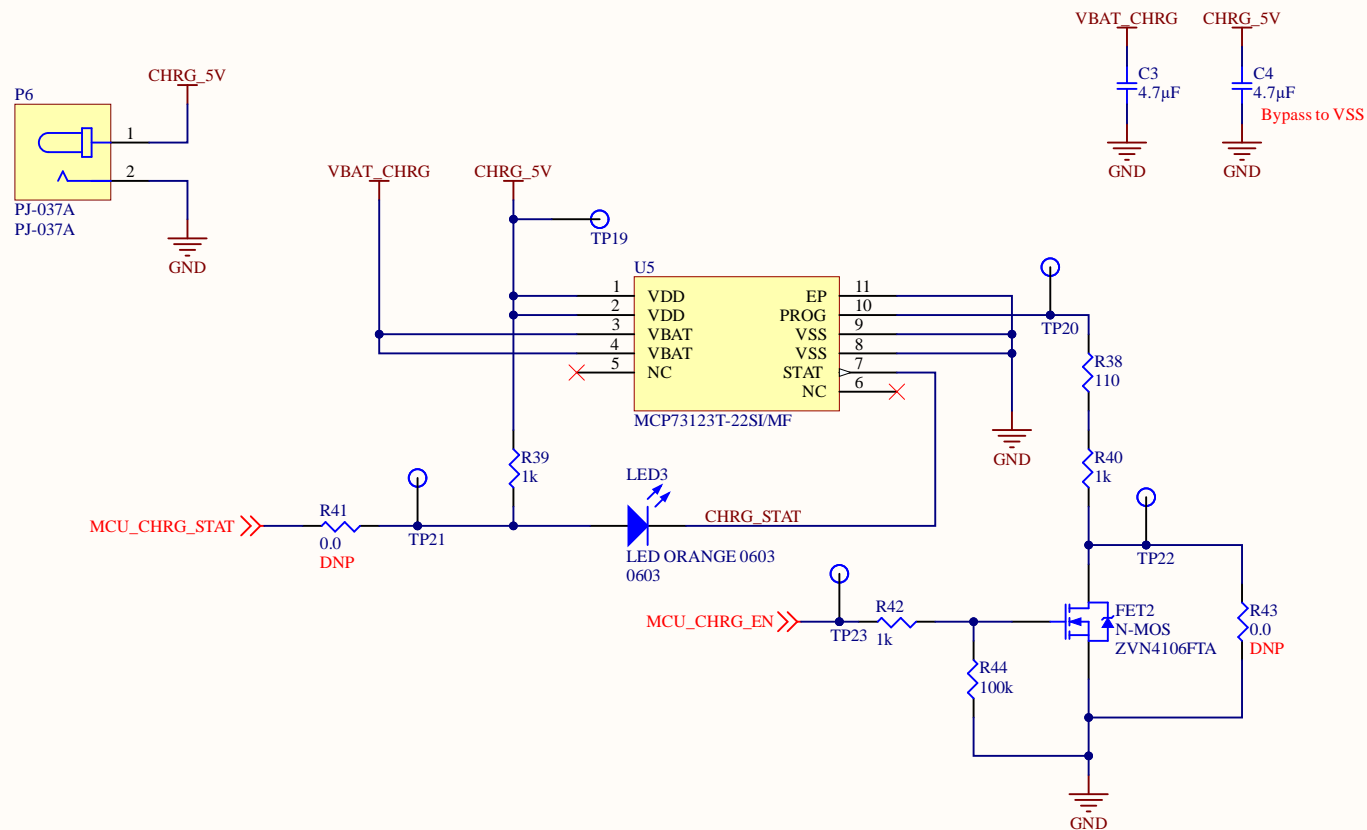 VBAT_CHRG
CHRG_5V
C3
4.7µF
C4
4.7µF
Bypass to VSS
GND
GND
CHRG_5V
P6
1
2
PJ-037A
PJ-037A
GND
VBAT_CHRG
CHRG_5V
TP19
U5
1
VDD
2
VDD
3
VBAT
4
VBAT
5
NC
EP
11
PROG
10
VSS
9
VSS
8
STAT
7
NC
6
MCP73123T-22SI/MF
GND
TP20
R38
110
R40
1k
R39
1k
LED3
CHRG_STAT
LED ORANGE 0603
0603
MCU_CHRG_STAT
R41
0.0
DNP
TP21
TP22
MCU_CHRG_EN
TP23
R42
1k
R44
100k
FET2
N-MOS
ZVN4106FTA
R43
0.0
DNP
GND